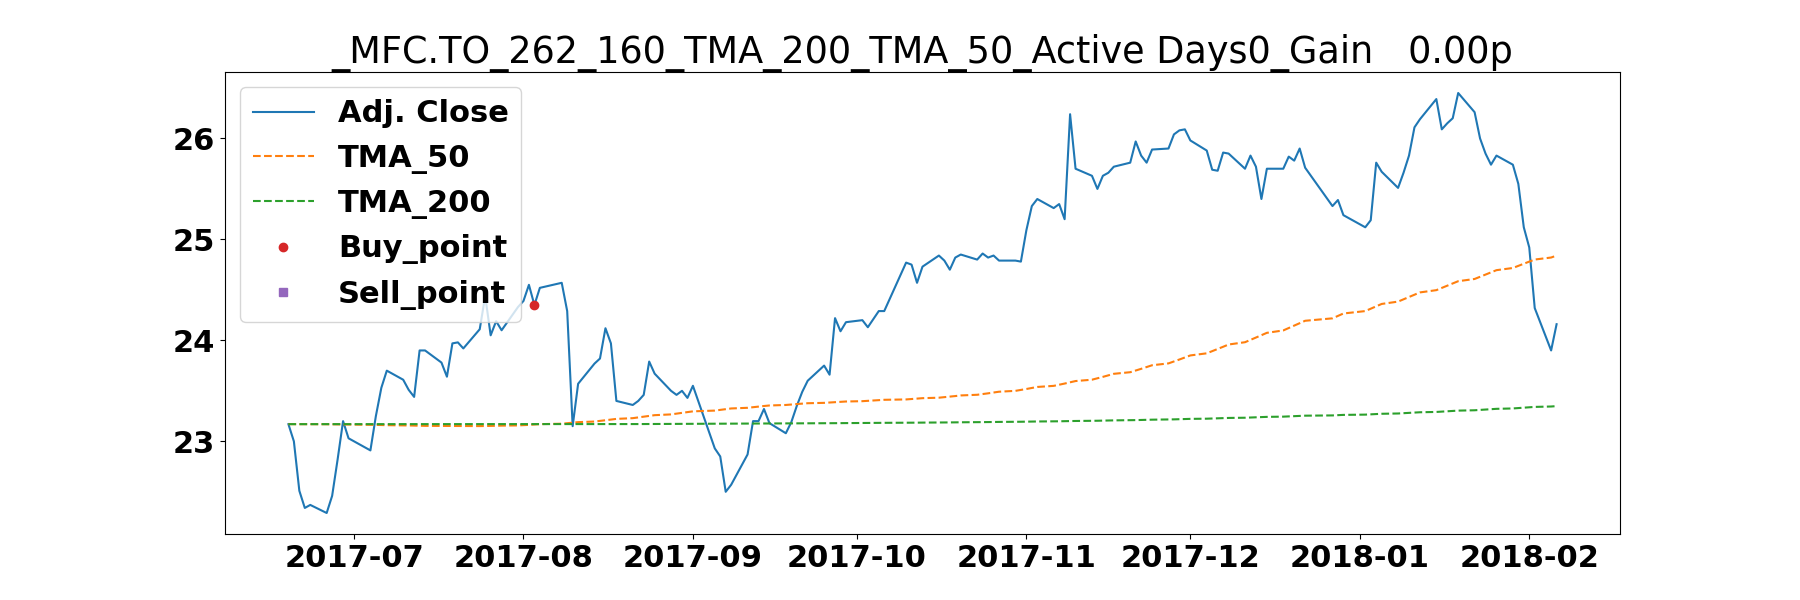 _MFC.TO_262_160_TMA_200_TMA_50_Active Days0_Gain   0.00p
Adj. Close
TMA_50
TMA_200
Buy_point
Sell_point
26
25
24
23
2017-07 2017-08 2017-09 2017-10 2017-11 2017-12 2018-01 2018-02